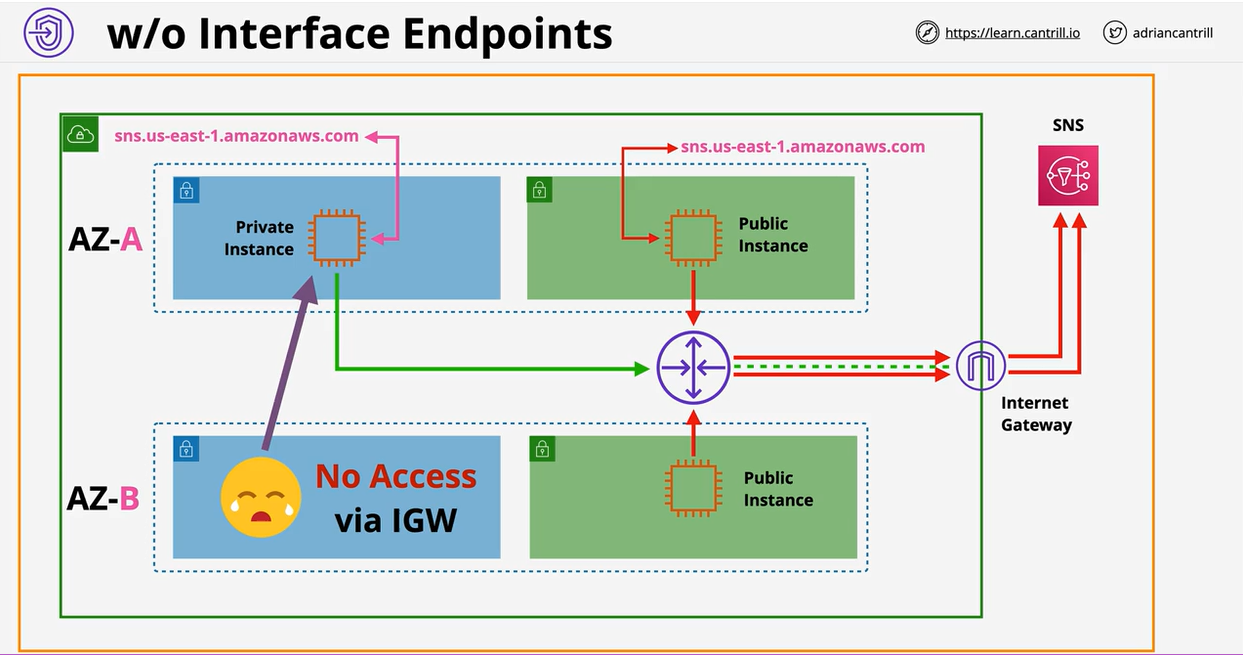 w/o Interface Endpoints
https://learn.cantrill.io
adriancantrill
SNS
sns.us-east-1.amazonaws.com
sns.us-east-1.amazonaws.com
AZ-A
Private
Instance
Public
Instance
Internet
Gateway
AZ-B
No Access
via IGW
Public
Instance